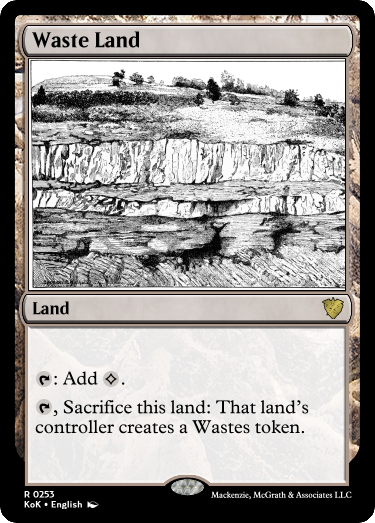 Waste Land
Land
: Add .
, Sacrifice this land: That land's
controller creates a Wastes token.
R 0253
KoK • English
Mackenzie, McGrath & Associates LLC